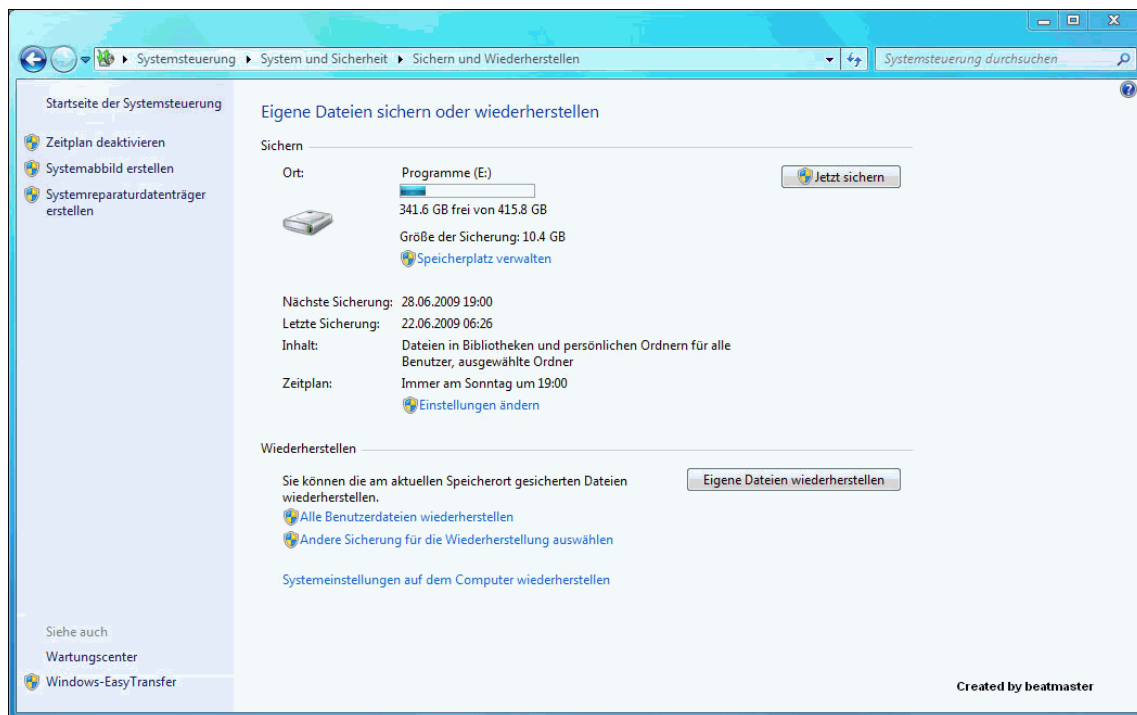 Systemsteuerung System und Sicherheit Sichern und Wiederherstellen
Systemsteuerung durchsuchen
Startseite der Systemsteuerung
Zeitplan deaktivieren
Systemabbild erstellen
Systemreparaturdatenträger
erstellen
Eigene Dateien sichern oder wiederherstellen
Sichern
Ort: Programme (E:)
Jetzt sichern
341.6 GB frei von 415.8 GB
Größe der Sicherung: 10.4 GB
Speicherplatz verwalten
Nächste Sicherung: 28.06.2009 19:00
Letzte Sicherung: 22.06.2009 06:26
Inhalt: Dateien in Bibliotheken und persönlichen Ordnern für alle
Benutzer, ausgewählte Ordner
Zeitplan: Immer am Sonntag um 19:00
Einstellungen ändern
Wiederherstellen
Sie können die am aktuellen Speicherort gesicherten Dateien
wiederherstellen.
Eigene Dateien wiederherstellen
Alle Benutzerdateien wiederherstellen
Andere Sicherung für die Wiederherstellung auswählen
Systemeinstellungen auf dem Computer wiederherstellen
Siehe auch
Wartungscenter
Windows-EasyTransfer
Created by beatmaster